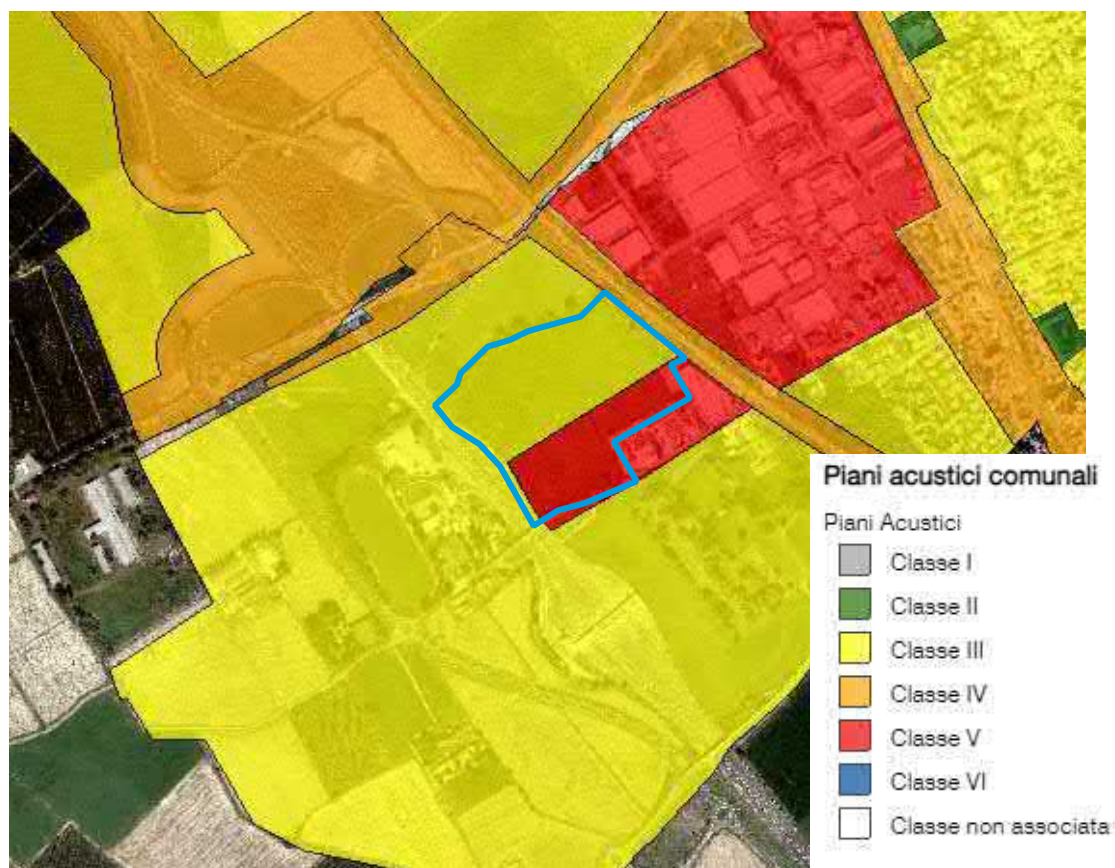 Piani acustici comunali
Piani Acustici
Classe I
Classe II
Classe III
Classe IV
Classe V
Classe VI
Classe non associata